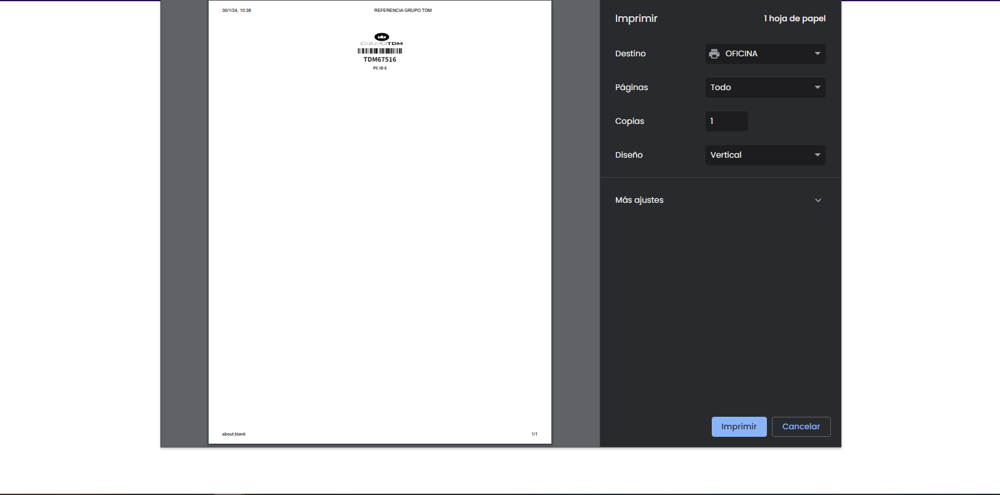 30/1/24, 10:38
REFERENCIA GRUPO TDM
GRUPOTDM
TDM67516
PC ID 6
about:blank
1/1
Imprimir
1 hoja de papel
Destino
OFICINA
Páginas
Todo
Copias
1
Diseño
Vertical
Más ajustes
Imprimir
Cancelar